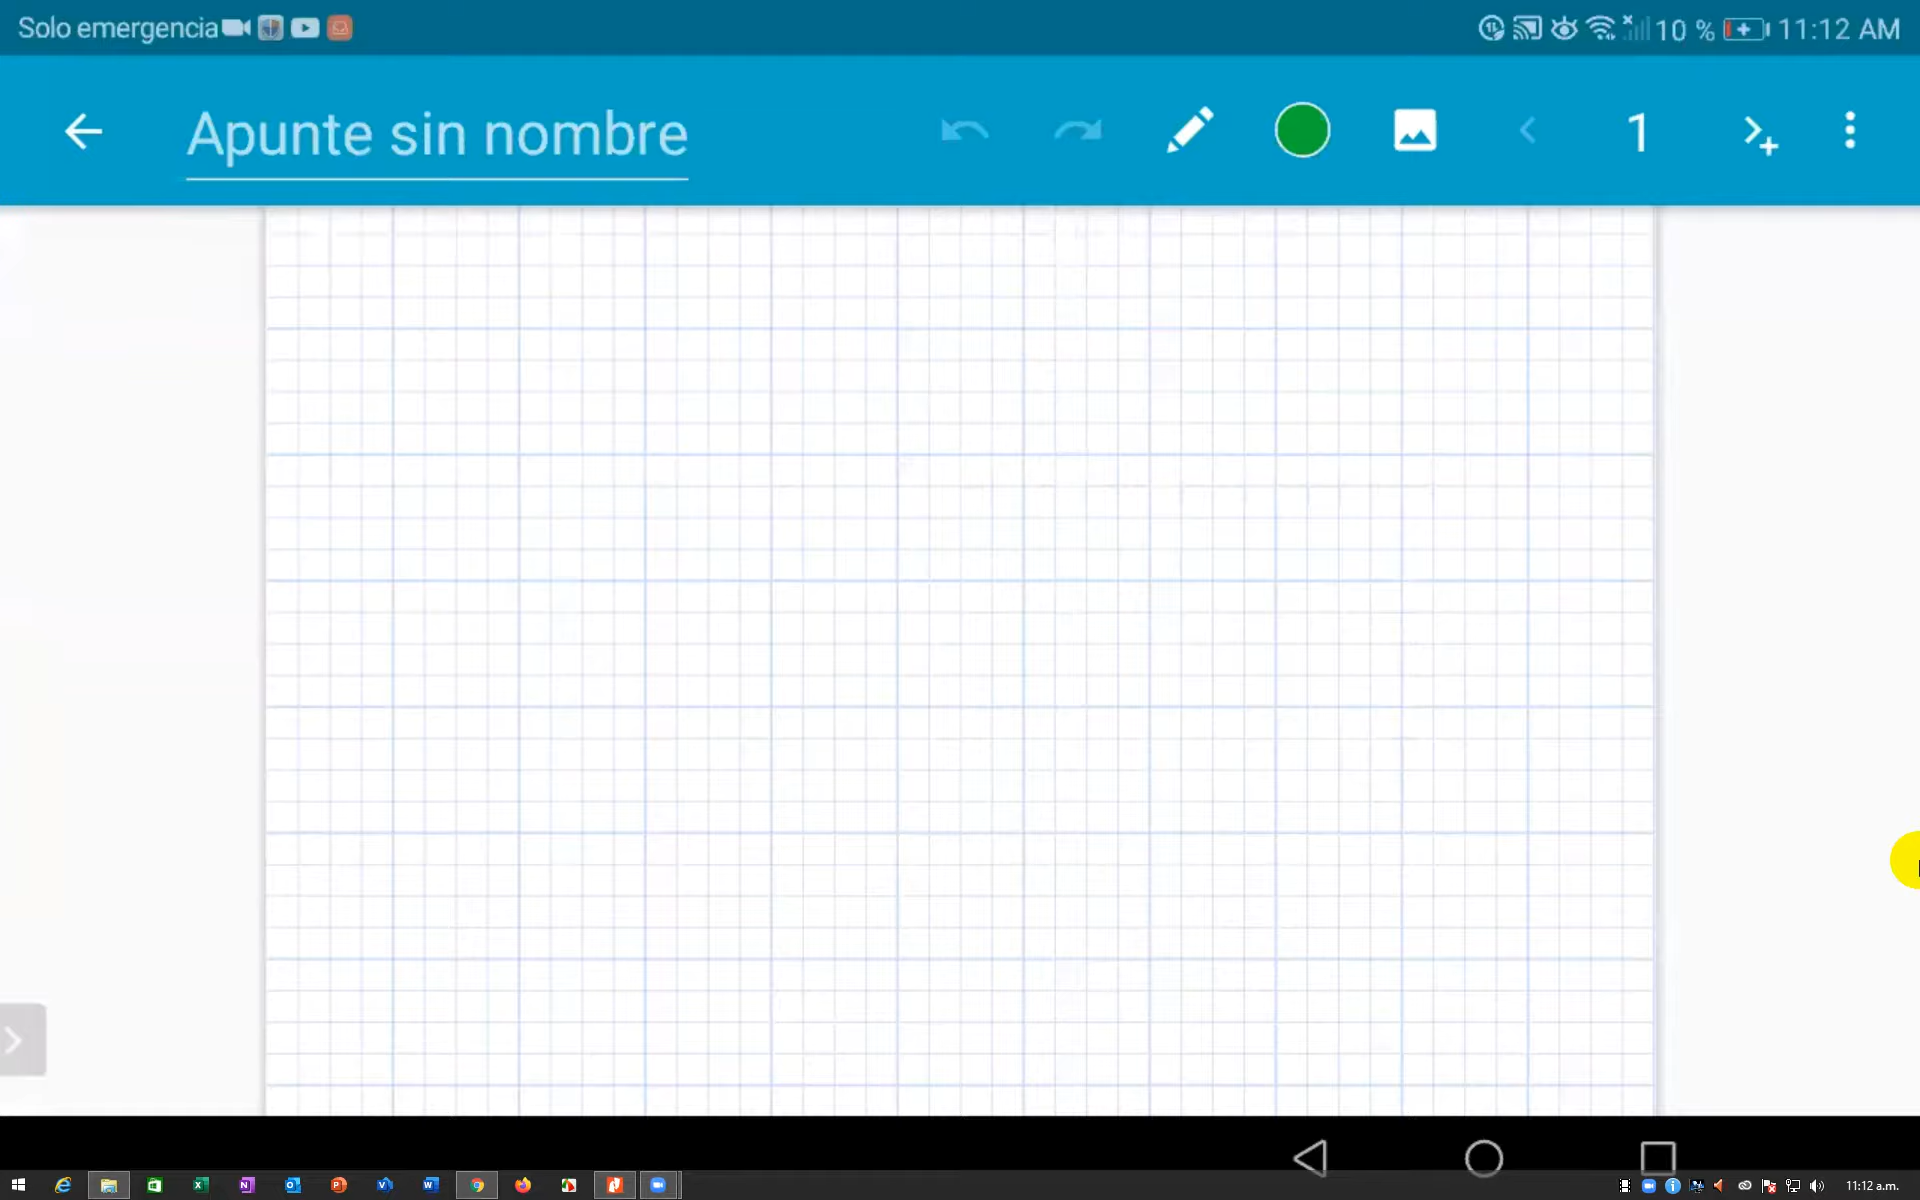 Solo emergencia
10 %
11:12 AM
Apunte sin nombre
1
11:12 a.m.